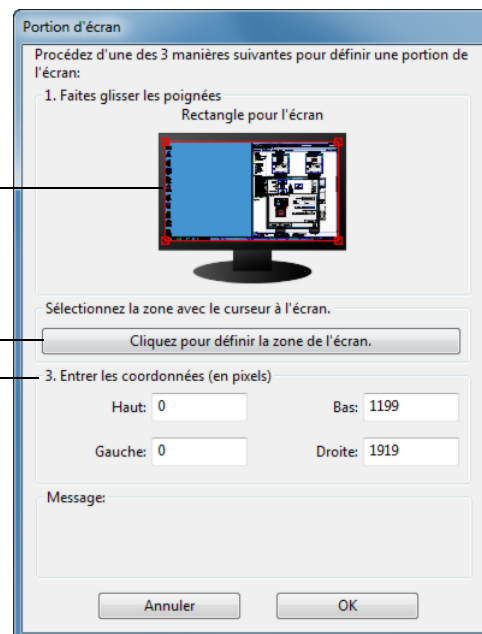 Portion d'écran
Procédez d'une des 3 manières suivantes pour définir une portion de
l'écran:
1. Faites glisser les poignées
Rectangle pour l'écran
Sélectionnez la zone avec le curseur à l'écran.
Cliquez pour définir la zone de l'écran.
3. Entrer les coordonnées (en pixels)
Haut: 0 Bas: 1199
Gauche: 0 Droite: 1919
Message:
Annuler OK